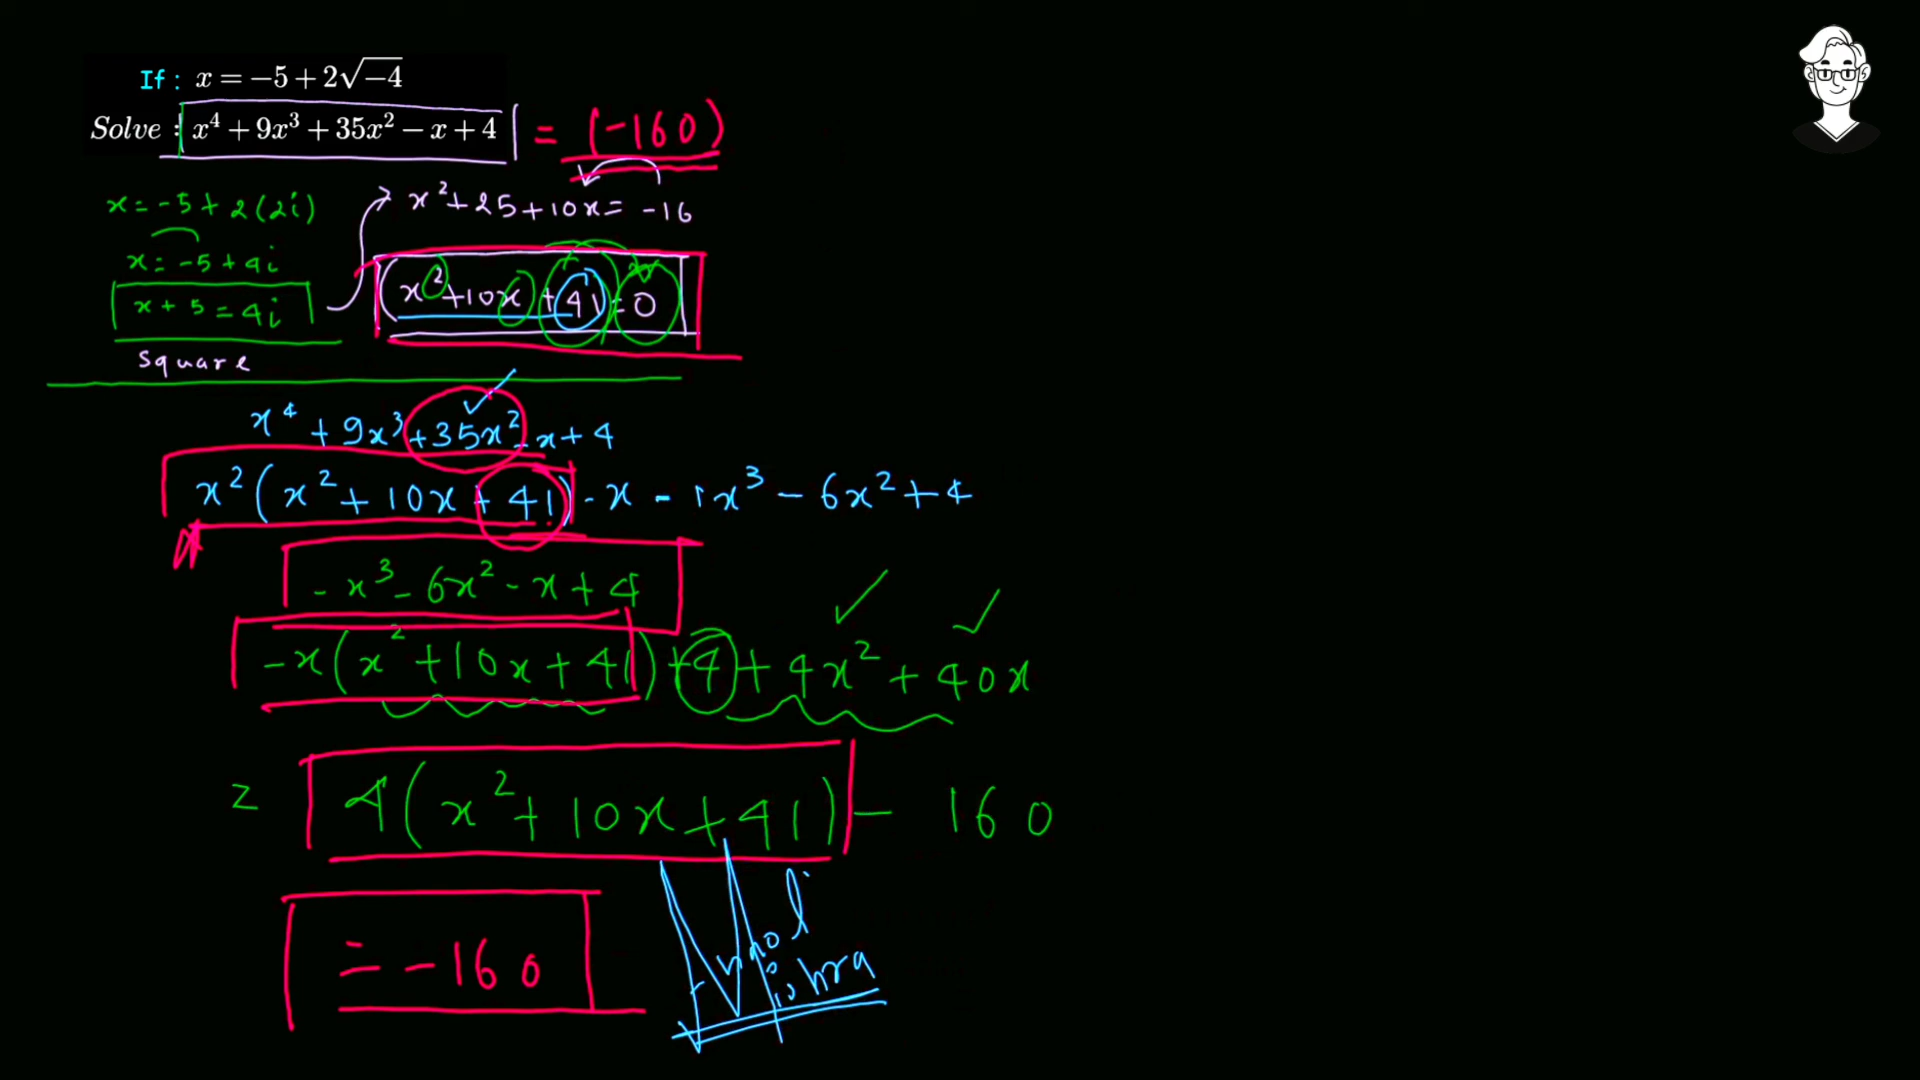 If : x = −5 + 2√−4
Solve : x⁴ + 9x³ + 35x² − x + 4 = (-160)
x = -5 + 2(2i)
x² + 25 + 10x = -16
x = -5 + 4i
(x² + 10x + 41 = 0
x + 5 = 4i
square
x⁴ + 9x³ + 35x² - x + 4
x² (x² + 10x + 41) - x - 1x³ - 6x² + 4
- x³ - 6x² - x + 4
-x (x² + 10x + 41) + 4 + 4x² + 40x
= 4 (x² + 10x + 41) - 160
= -160